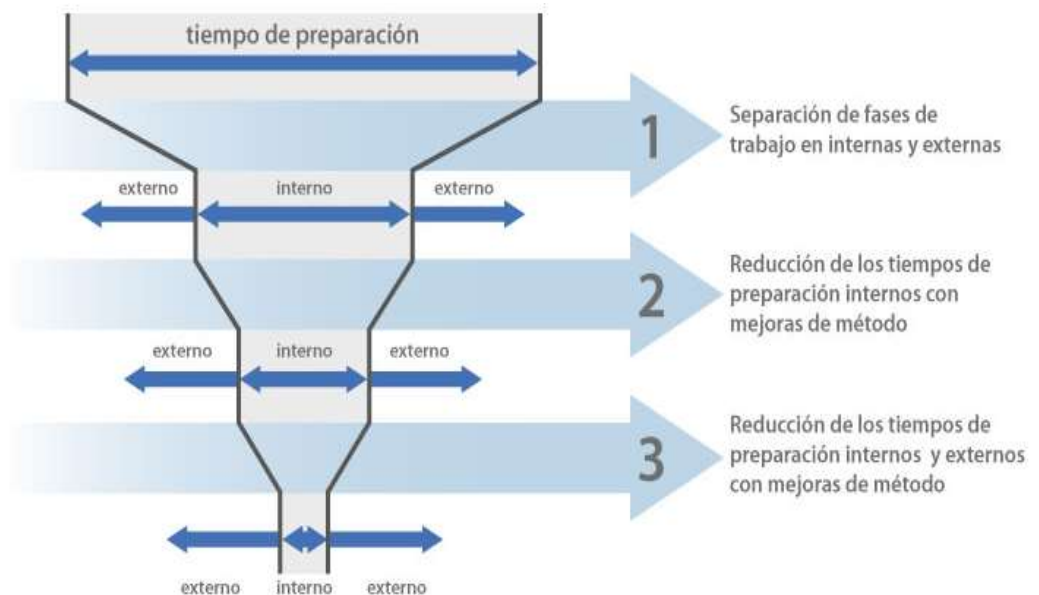 tiempo de preparación
1
Separación de fases de
trabajo en internas y externas
externo interno externo
2
Reducción de los tiempos de
preparación internos con
mejoras de método
externo interno externo
3
Reducción de los tiempos de
preparación internos y externos
con mejoras de método
externo interno externo